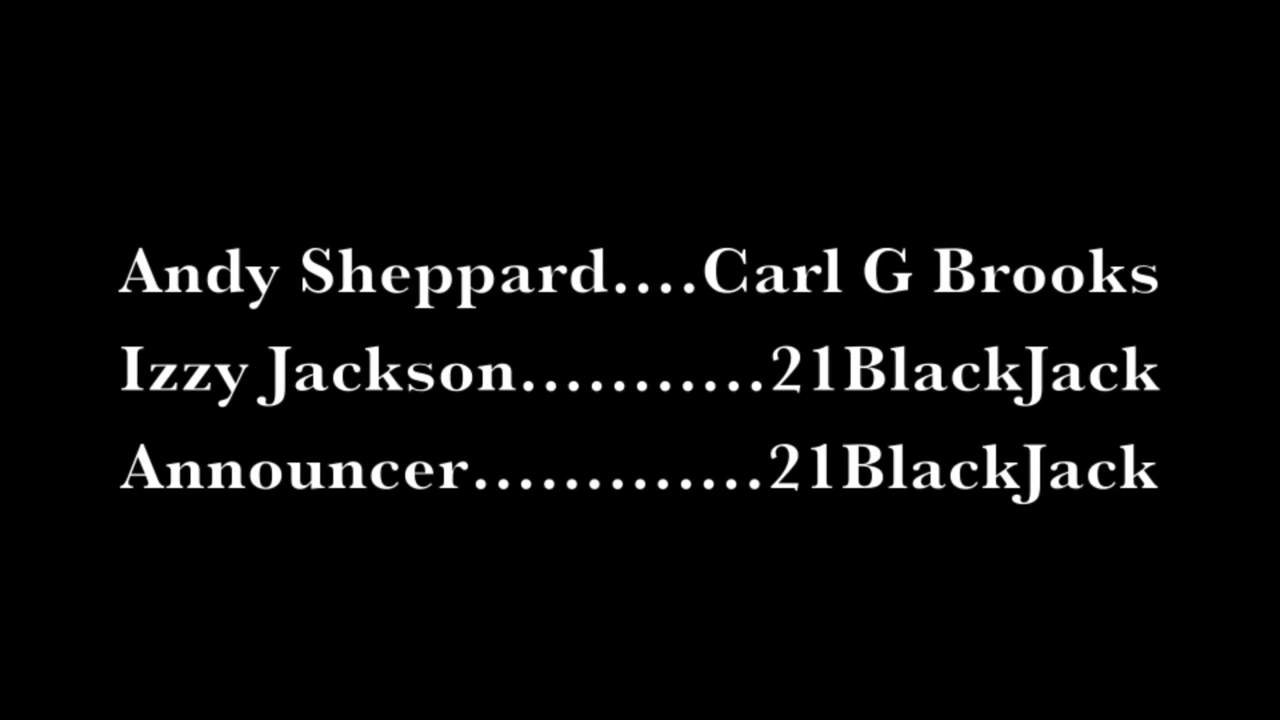 Andy Sheppard....Carl G Brooks
Izzy Jackson...........21BlackJack
Announcer.............21BlackJack